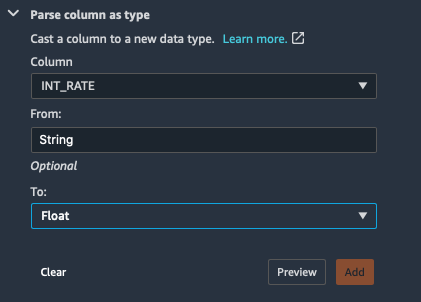 Parse column as type
Cast a column to a new data type. Learn more.
Column
INT_RATE
From:
String
Optional
To:
Float
Clear Preview Add